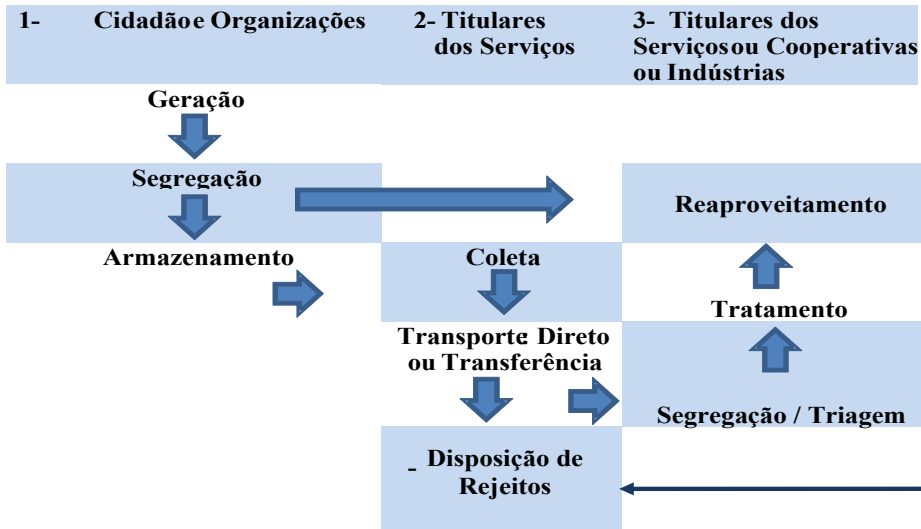 1- Cidadão e Organizações
2- Titulares
dos Serviços
3- Titulares dos
Serviços ou Cooperativas
ou Indústrias
Geração
Segregação
Reaproveitamento
Armazenamento
Coleta
Tratamento
Transporte: Direto
ou Transferência
Segregação / Triagem
- Disposição de
Rejeitos